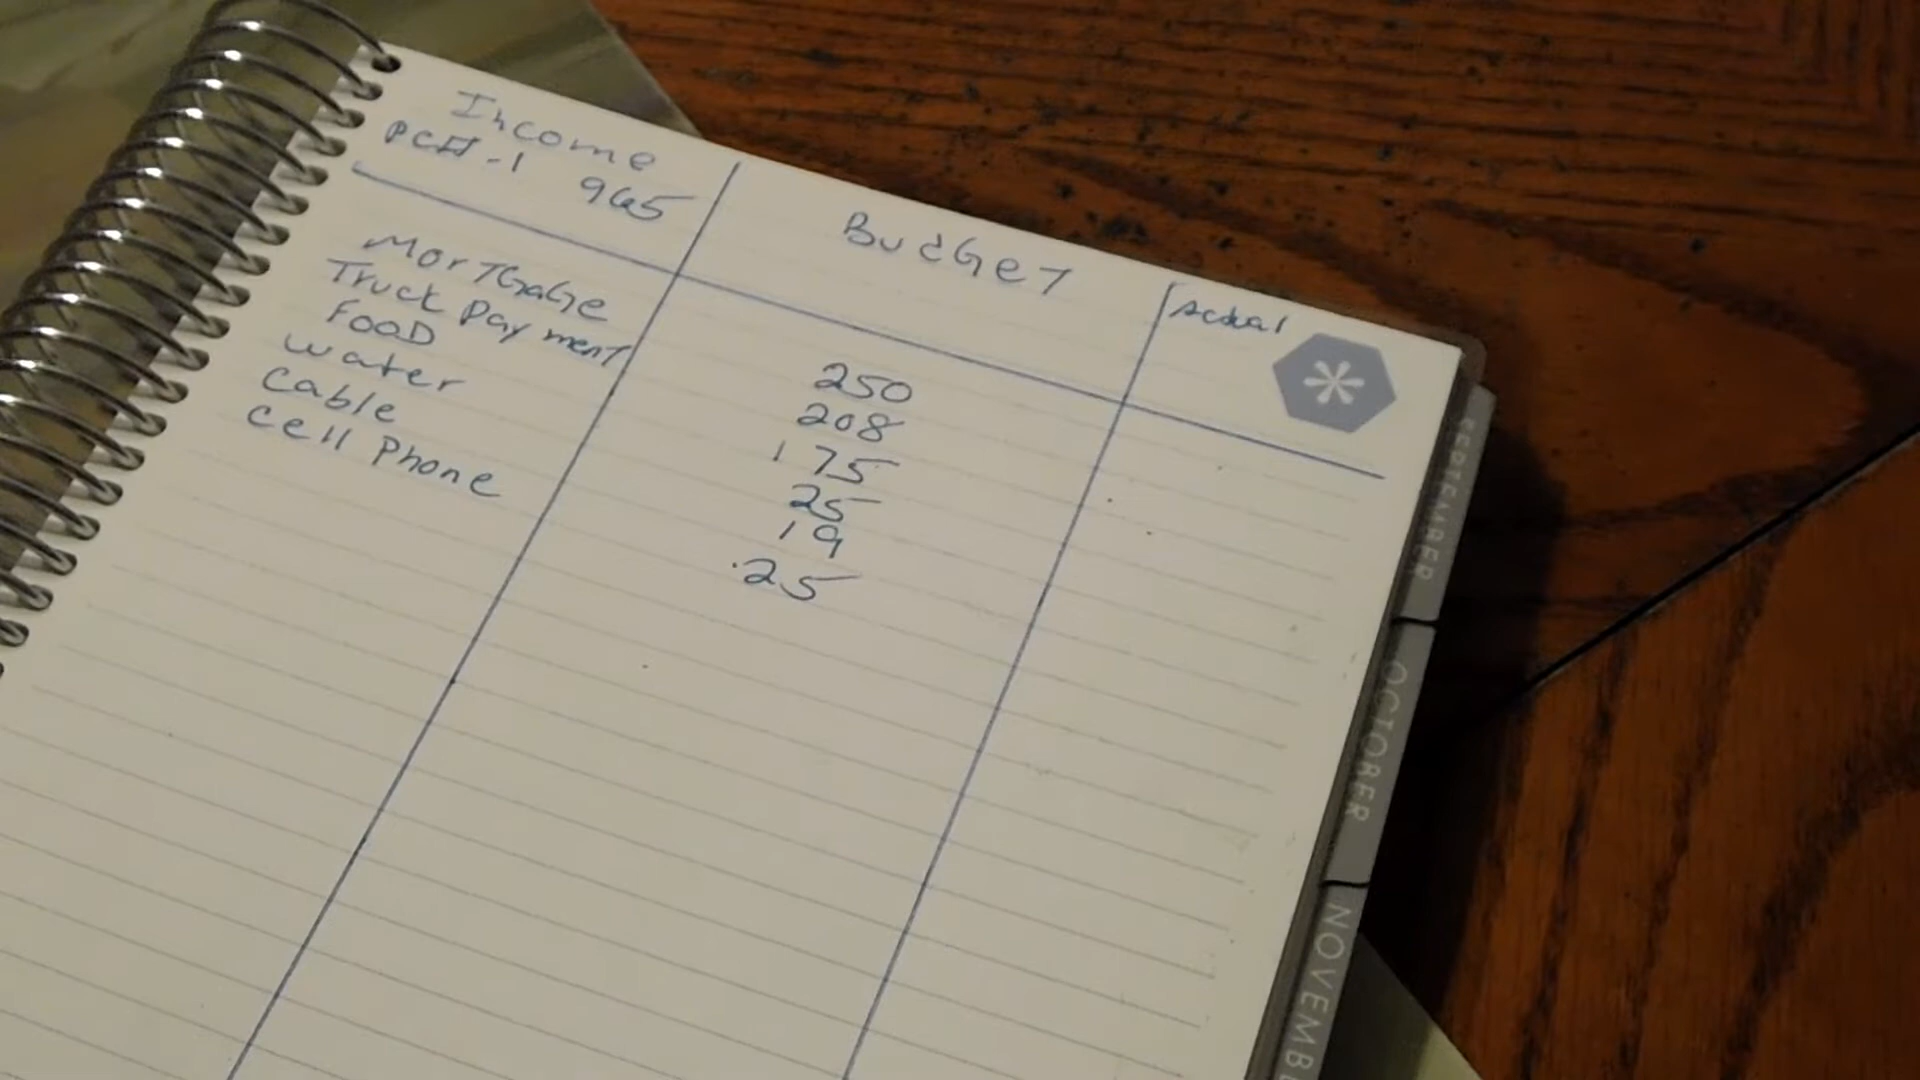 Income
PCH-1 965
Budget
Actual
Mortgage 250
Truck Payment 208
Food 175
Water 25
Cable 19
Cell Phone 25
SEPTEMBER
OCTOBER
NOVEMBE